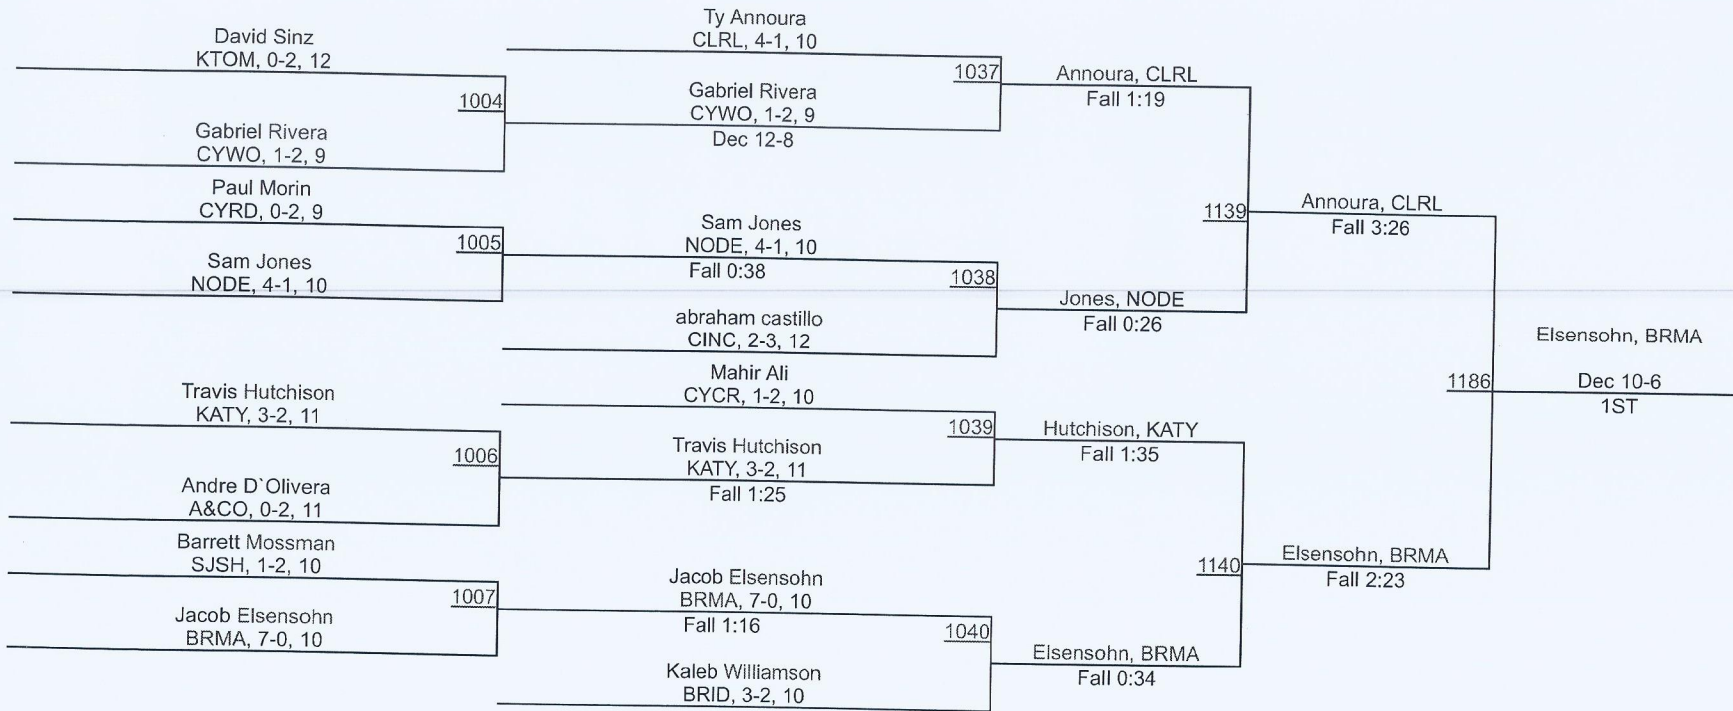 David Sinz
KTOM, 0-2, 12
1004
Gabriel Rivera
CYWO, 1-2, 9
Paul Morin
CYRD, 0-2, 9
1005
Sam Jones
NODE, 4-1, 10
Travis Hutchison
KATY, 3-2, 11
1006
Andre D`Olivera
A&CO, 0-2, 11
Barrett Mossman
SJSH, 1-2, 10
1007
Jacob Elsensohn
BRMA, 7-0, 10
Ty Annoura
CLRL, 4-1, 10
1037
Gabriel Rivera
CYWO, 1-2, 9
Dec 12-8
Sam Jones
NODE, 4-1, 10
Fall 0:38
1038
abraham castillo
CINC, 2-3, 12
Mahir Ali
CYCR, 1-2, 10
1039
Travis Hutchison
KATY, 3-2, 11
Fall 1:25
Jacob Elsensohn
BRMA, 7-0, 10
Fall 1:16
1040
Kaleb Williamson
BRID, 3-2, 10
Annoura, CLRL
Fall 1:19
1139
Jones, NODE
Fall 0:26
Hutchison, KATY
Fall 1:35
1140
Elsensohn, BRMA
Fall 0:34
Annoura, CLRL
Fall 3:26
1186
Elsensohn, BRMA
Fall 2:23
Elsensohn, BRMA
Dec 10-6
1ST